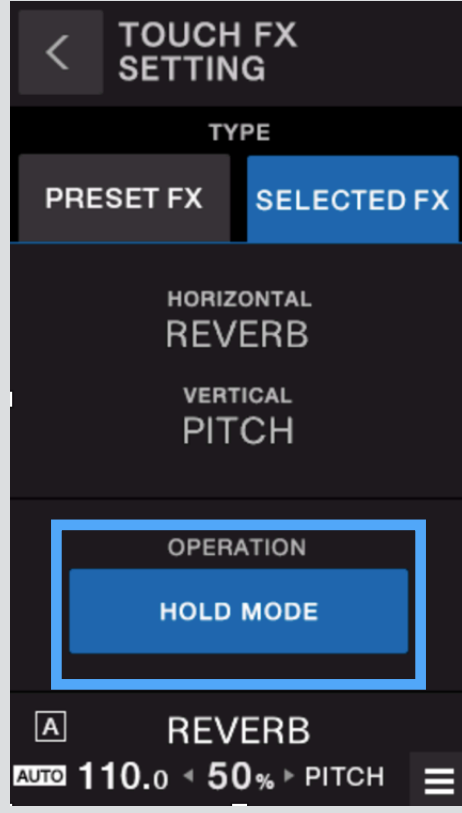 TOUCH FX
SETTING
TYPE
PRESET FX
SELECTED FX
HORIZONTAL
REVERB
VERTICAL
PITCH
OPERATION
HOLD MODE
A REVERB
AUTO 110.0 50% PITCH